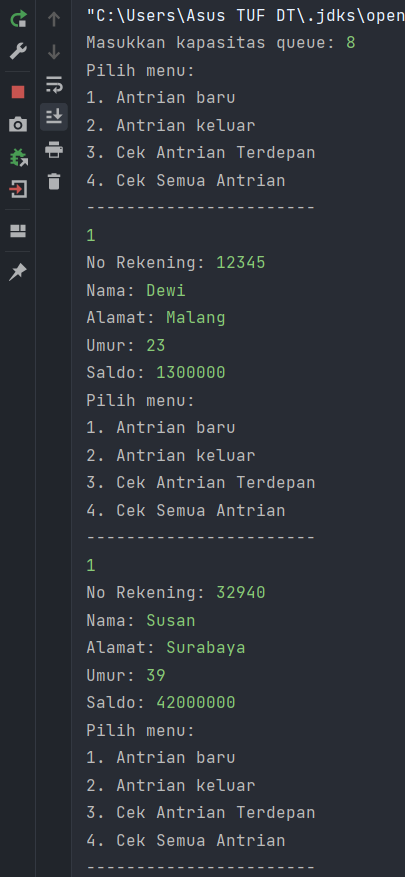 "C:\Users\Asus TUF DT\.jdks\open
Masukkan kapasitas queue: 8
Pilih menu:
1. Antrian baru
2. Antrian keluar
3. Cek Antrian Terdepan
4. Cek Semua Antrian
-----------------------
1
No Rekening: 12345
Nama: Dewi
Alamat: Malang
Umur: 23
Saldo: 1300000
Pilih menu:
1. Antrian baru
2. Antrian keluar
3. Cek Antrian Terdepan
4. Cek Semua Antrian
-----------------------
1
No Rekening: 32940
Nama: Susan
Alamat: Surabaya
Umur: 39
Saldo: 42000000
Pilih menu:
1. Antrian baru
2. Antrian keluar
3. Cek Antrian Terdepan
4. Cek Semua Antrian
-----------------------